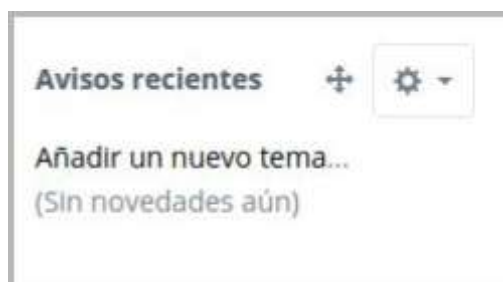 Avisos recientes
Añadir un nuevo tema...
(Sin novedades aún)